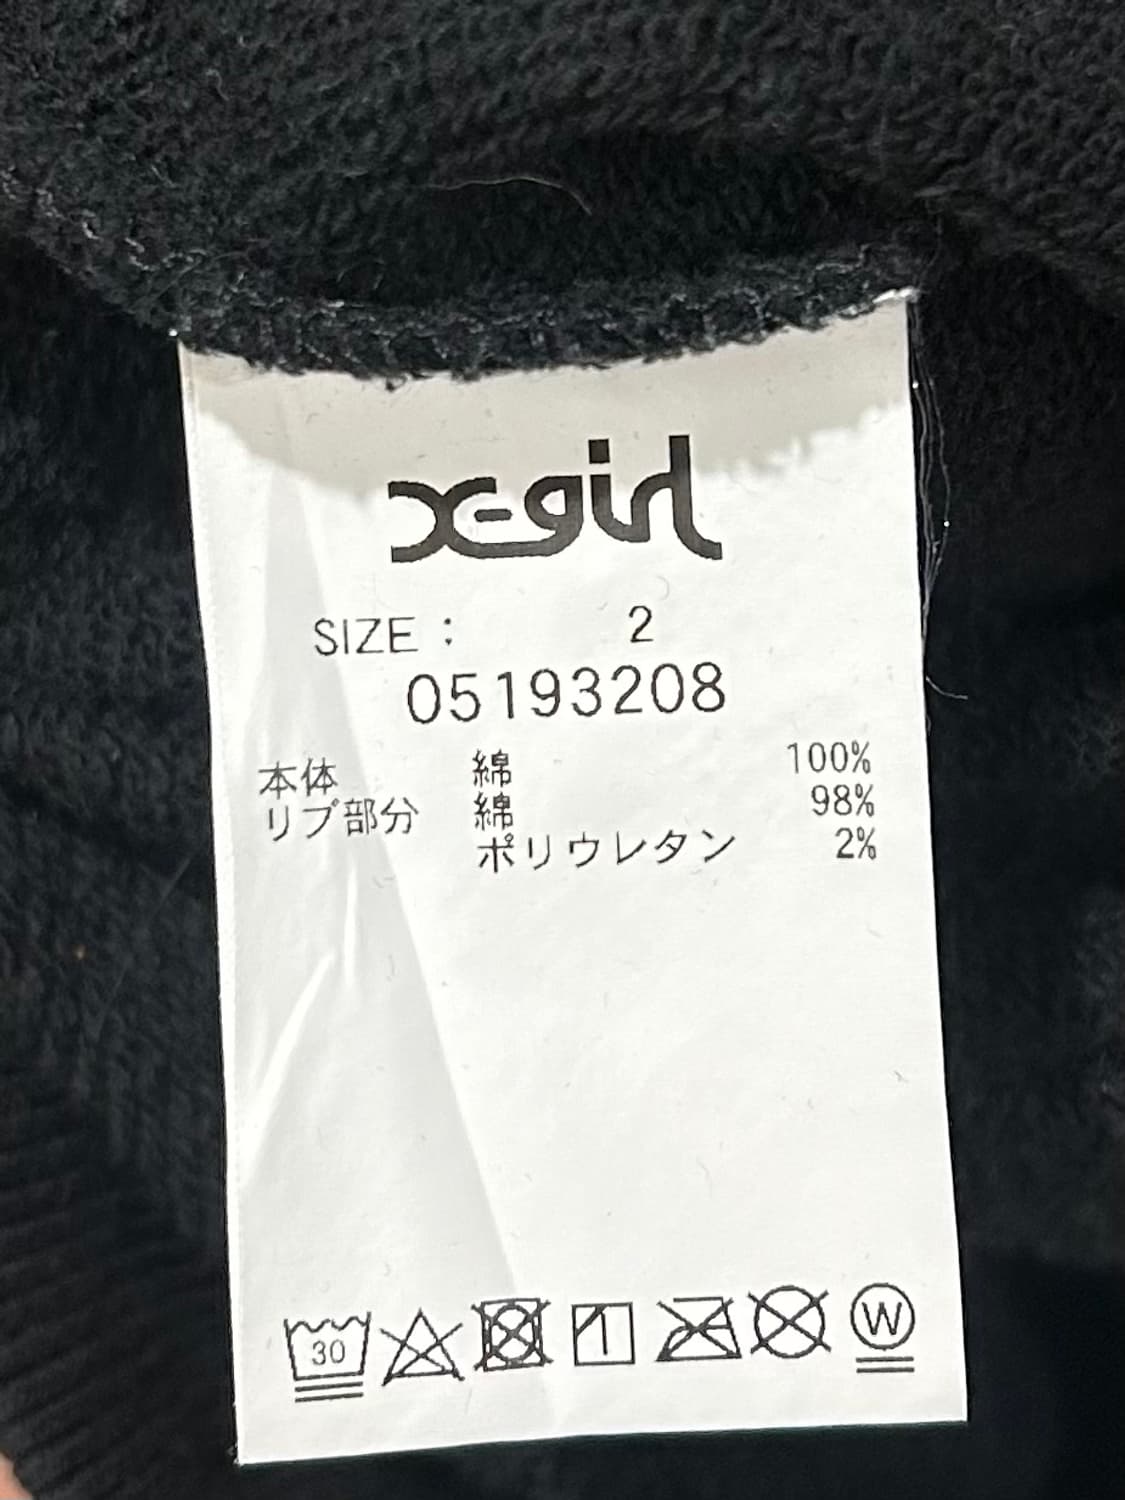 x-girl
SIZE : 2
05193208
本体 綿 100%
リブ部分 綿 98%
ポリウレタン 2%
30
W